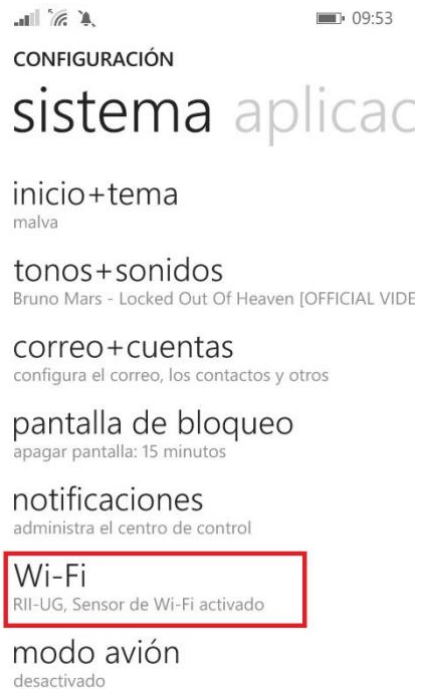 09:53
CONFIGURACIÓN
sistema aplicac
inicio+tema
malva
tonos+sonidos
Bruno Mars - Locked Out Of Heaven [OFFICIAL VIDE
correo+cuentas
configura el correo, los contactos y otros
pantalla de bloqueo
apagar pantalla: 15 minutos
notificaciones
administra el centro de control
Wi-Fi
RII-UG, Sensor de Wi-Fi activado
modo avión
desactivado